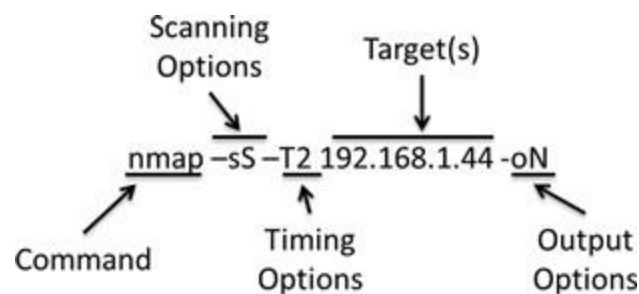 Scanning
Options
Target(s)
nmap –sS –T2 192.168.1.44 -oN
Command
Timing
Options
Output
Options